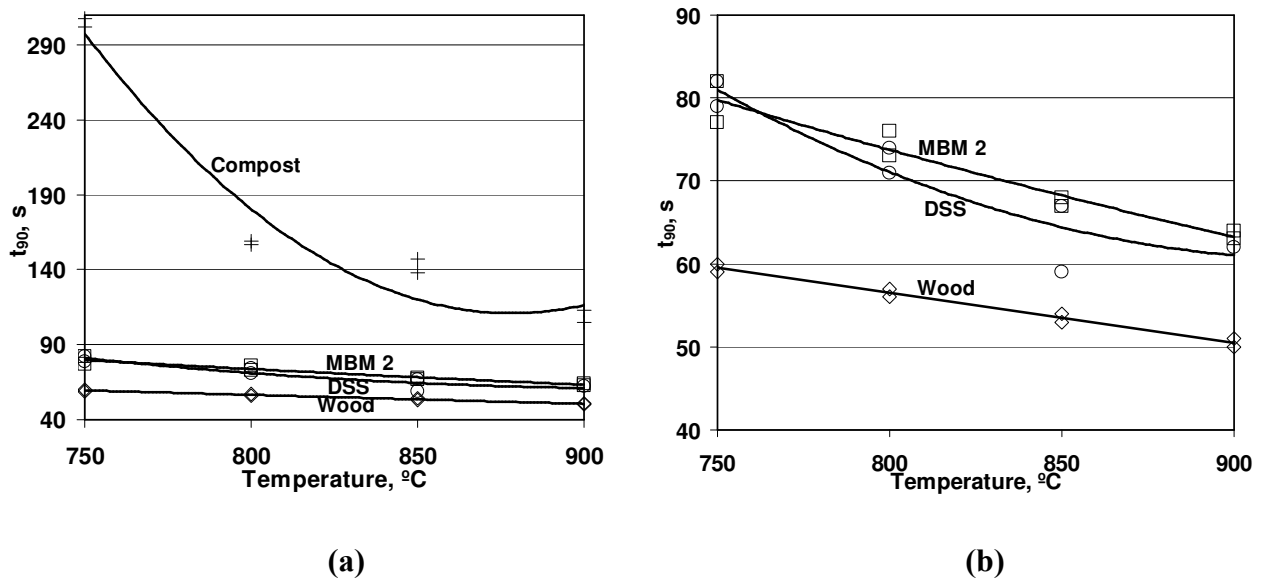 290
240
190
140
90
40
t90, s
Compost
MBM 2
DSS
Wood
750 800 850 900
Temperature, ºC
(a)
90
80
70
60
50
40
t90, s
MBM 2
DSS
Wood
750 800 850 900
Temperature, ºC
(b)